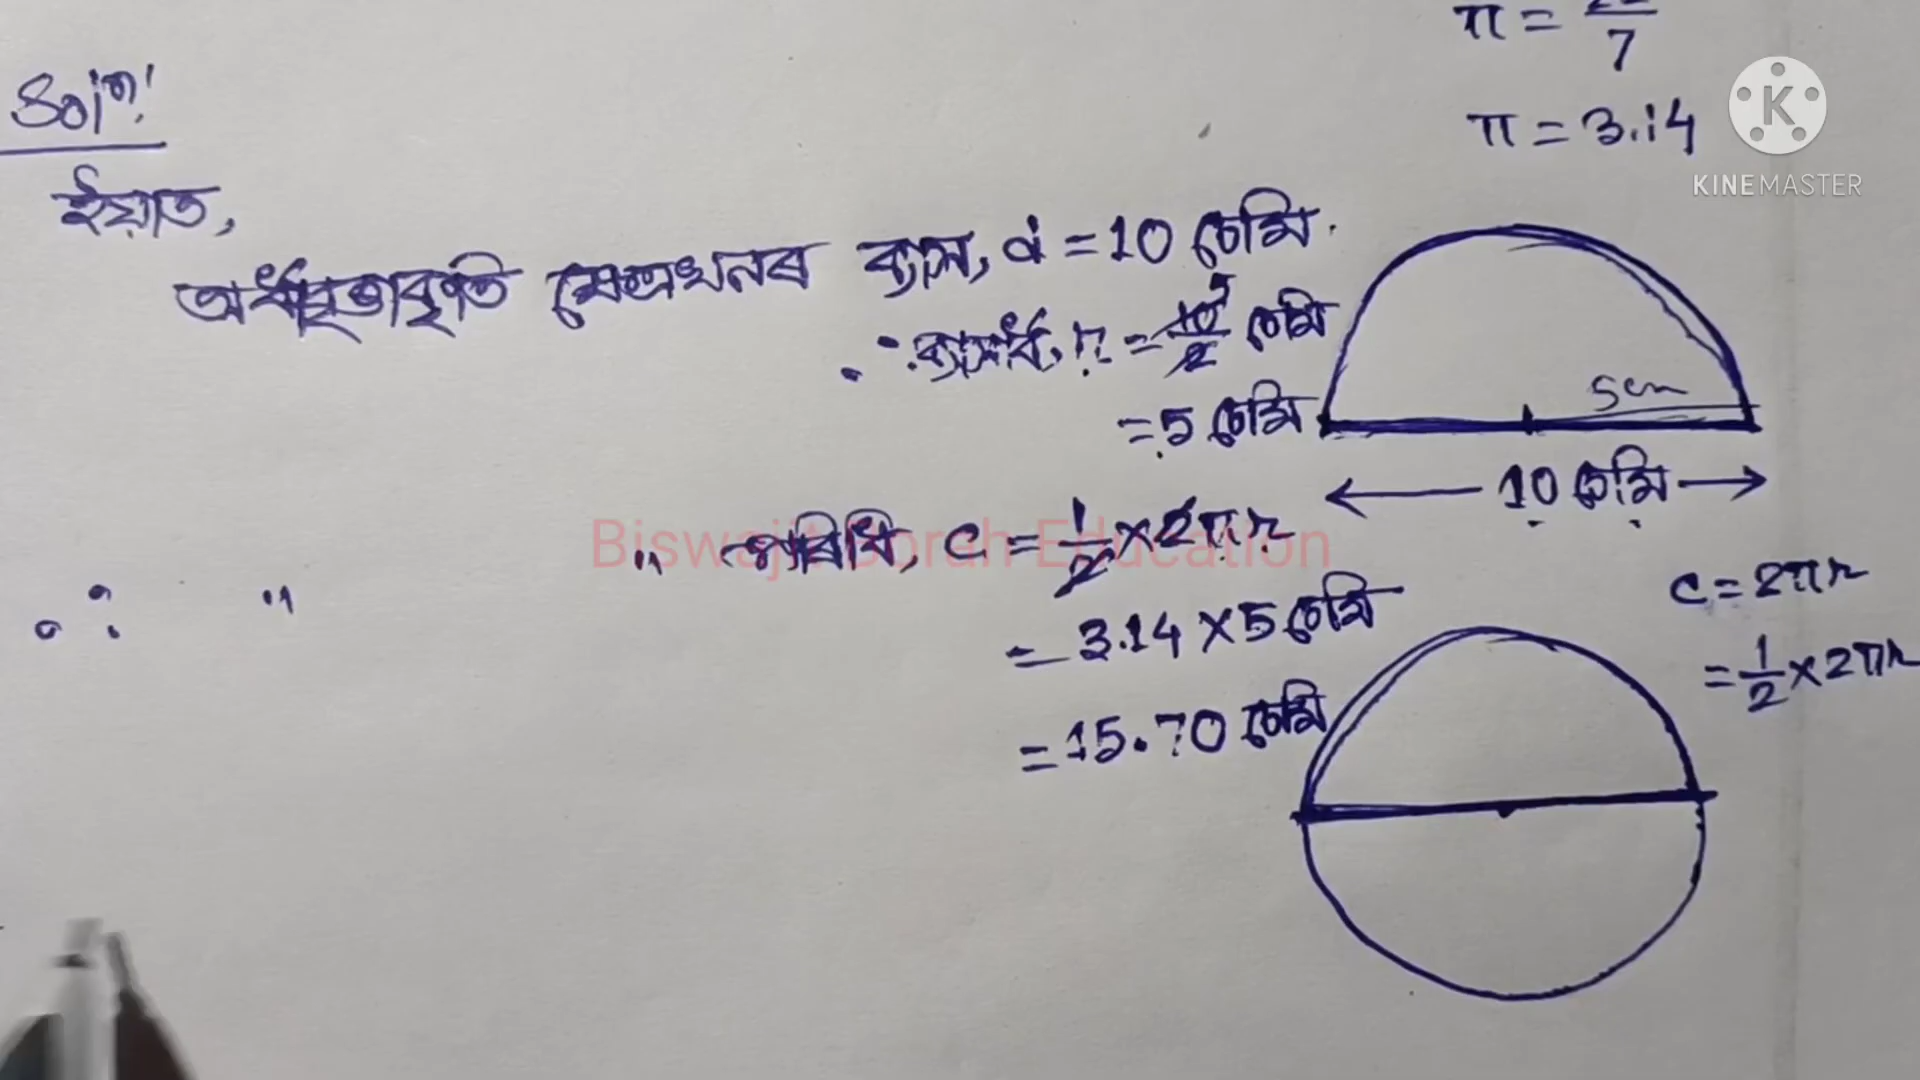 π = 22/7
π = 3.14
KINEMASTER
Solⁿ:
ইয়াত,
অৰ্ধবৃত্তাকৃতি ক্ষেত্ৰখনৰ ব্যাস, d = 10 চেমি.
∴ ব্যাসাৰ্ধ, r = 10/2 5 চেমি
= 5 চেমি
5cm
10 চেমি
∴ " " পৰিধি, c = 1/2 × 2πr
Biswajit Borah Education
= 3.14 × 5 চেমি
= 15.70 চেমি
c = 2πr
= 1/2 × 2πr